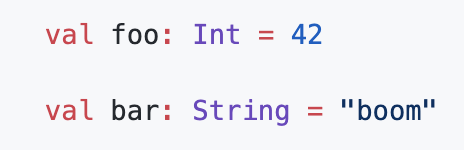 val foo: Int = 42
val bar: String = "boom"